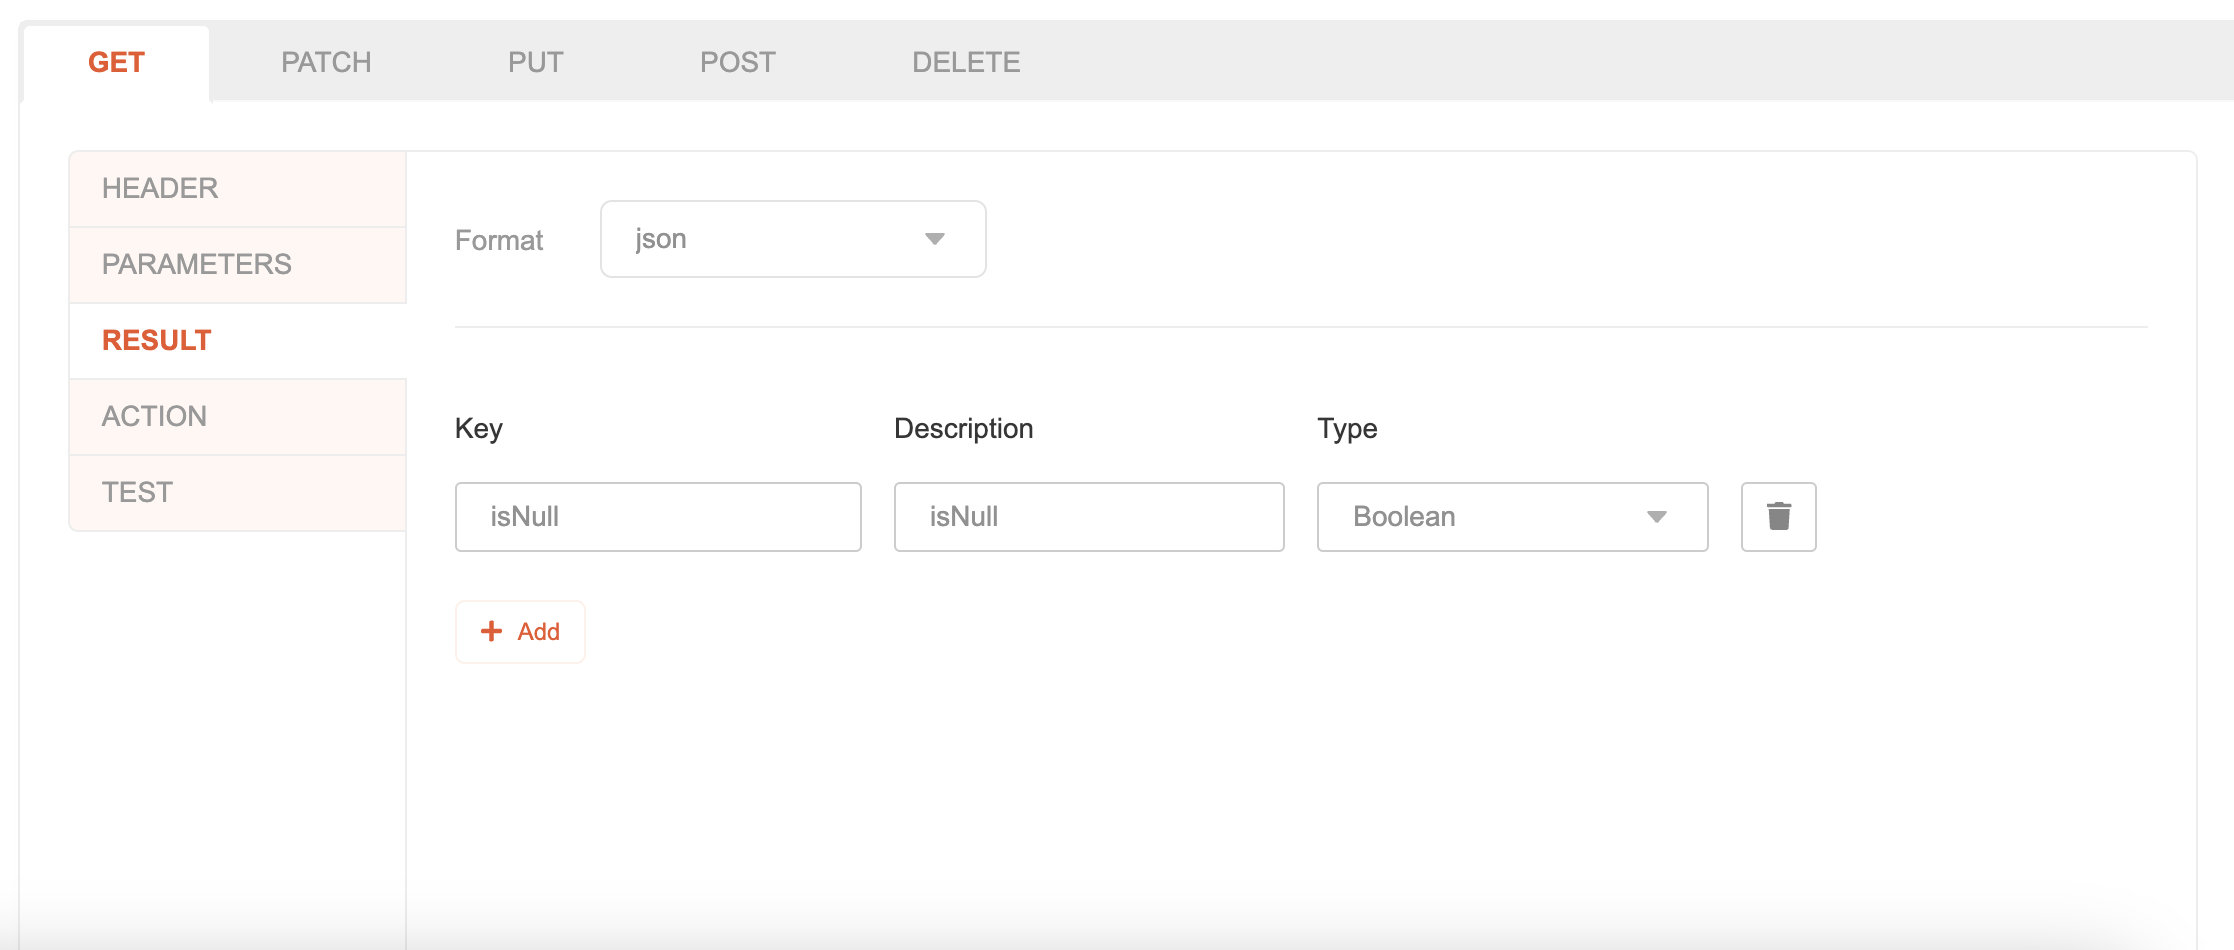 GET PATCH PUT POST DELETE
HEADER
PARAMETERS
RESULT
ACTION
TEST
Format json
Key Description Type
isNull isNull Boolean
Add